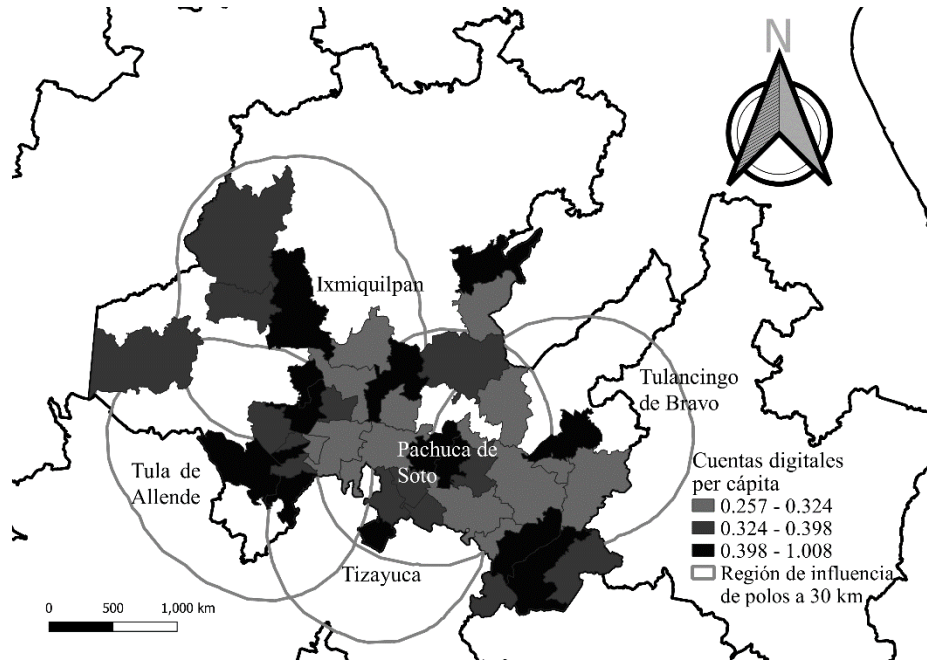 N
Ixmiquilpan
Tulancingo
de Bravo
Pachuca de
Soto
Tula de
Allende
Tizayuca
Cuentas digitales
per cápita
0.257 - 0.324
0.324 - 0.398
0.398 - 1.008
Región de influencia
de polos a 30 km
0 500 1,000 km